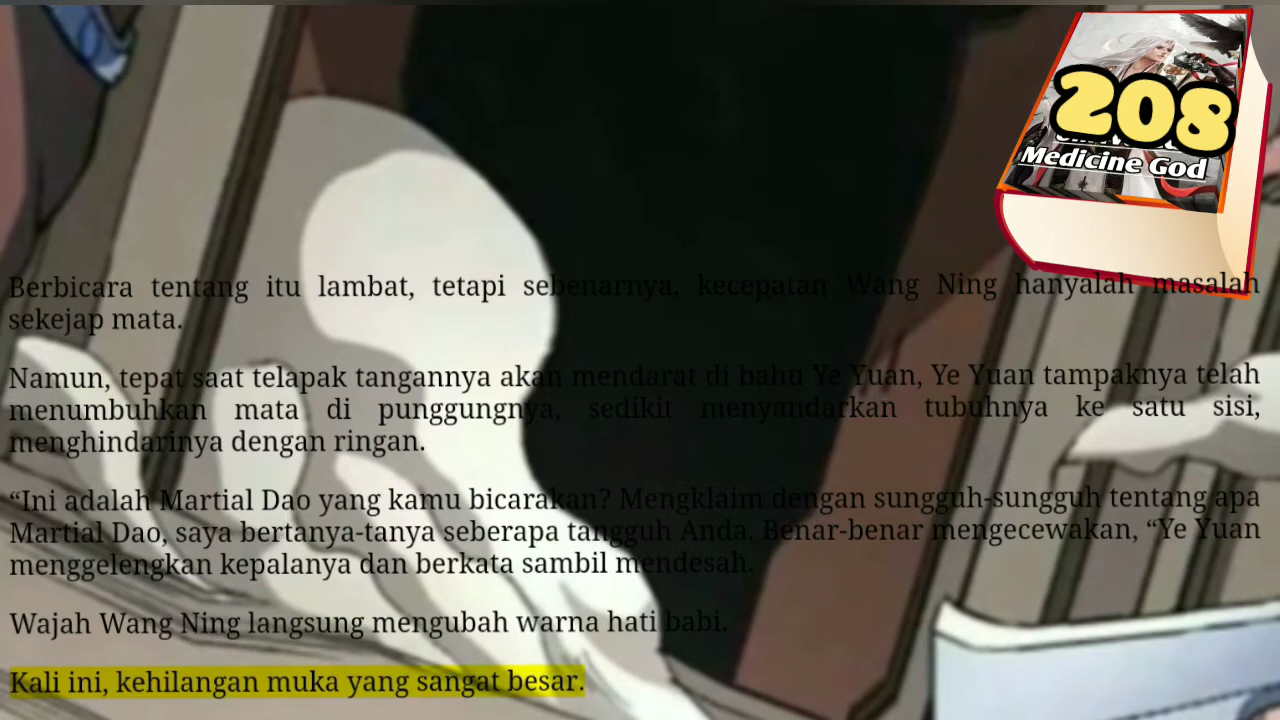 208
Medicine God
Berbicara tentang itu lambat, tetapi sebenarnya, kecepatan Wang Ning hanyalah masalah
sekejap mata.
Namun, tepat saat telapak tangannya akan mendarat di bahu Ye Yuan, Ye Yuan tampaknya telah
menumbuhkan mata di punggungnya, sedikit menyandarkan tubuhnya ke satu sisi,
menghindarinya dengan ringan.
“Ini adalah Martial Dao yang kamu bicarakan? Mengklaim dengan sungguh-sungguh tentang apa
Martial Dao, saya bertanya-tanya seberapa tangguh Anda. Benar-benar mengecewakan, “Ye Yuan
menggelengkan kepalanya dan berkata sambil mendesah.
Wajah Wang Ning langsung mengubah warna hati babi.
Kali ini, kehilangan muka yang sangat besar.